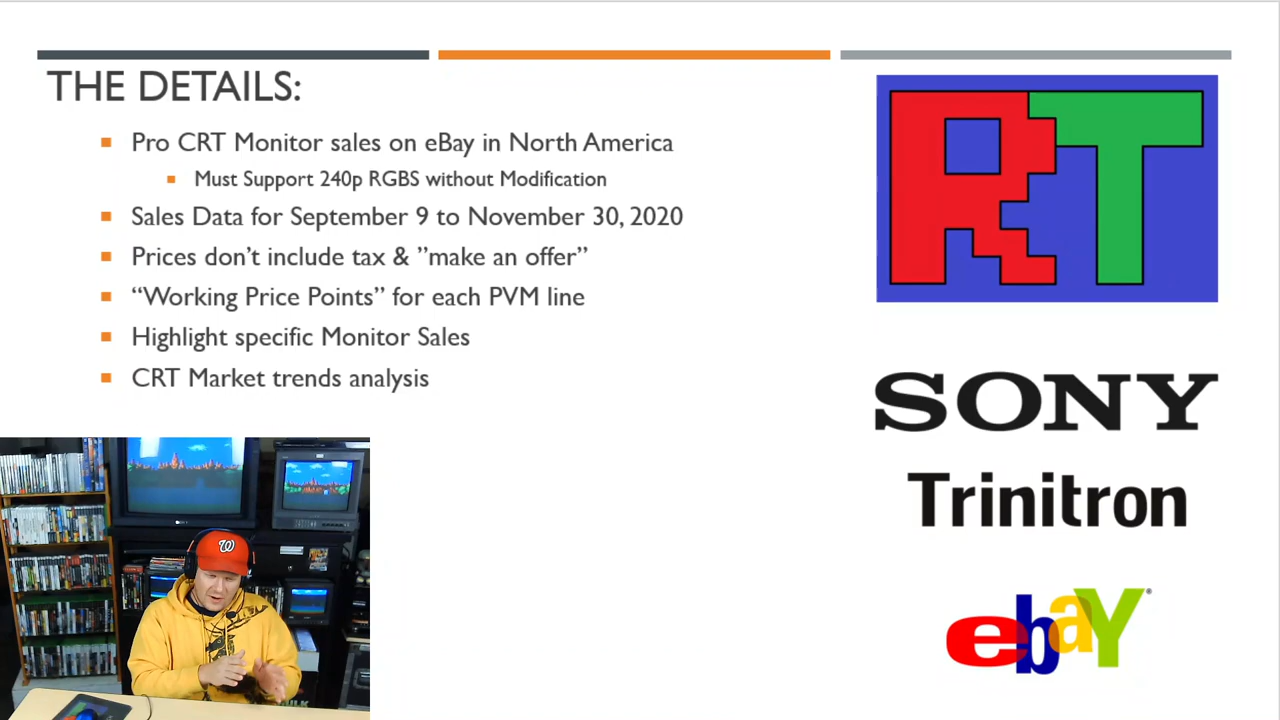 THE DETAILS:
Pro CRT Monitor sales on eBay in North America
Must Support 240p RGBS without Modification
Sales Data for September 9 to November 30, 2020
Prices don’t include tax & ”make an offer”
“Working Price Points” for each PVM line
Highlight specific Monitor Sales
CRT Market trends analysis
RT
SONY
Trinitron
ebaY
W